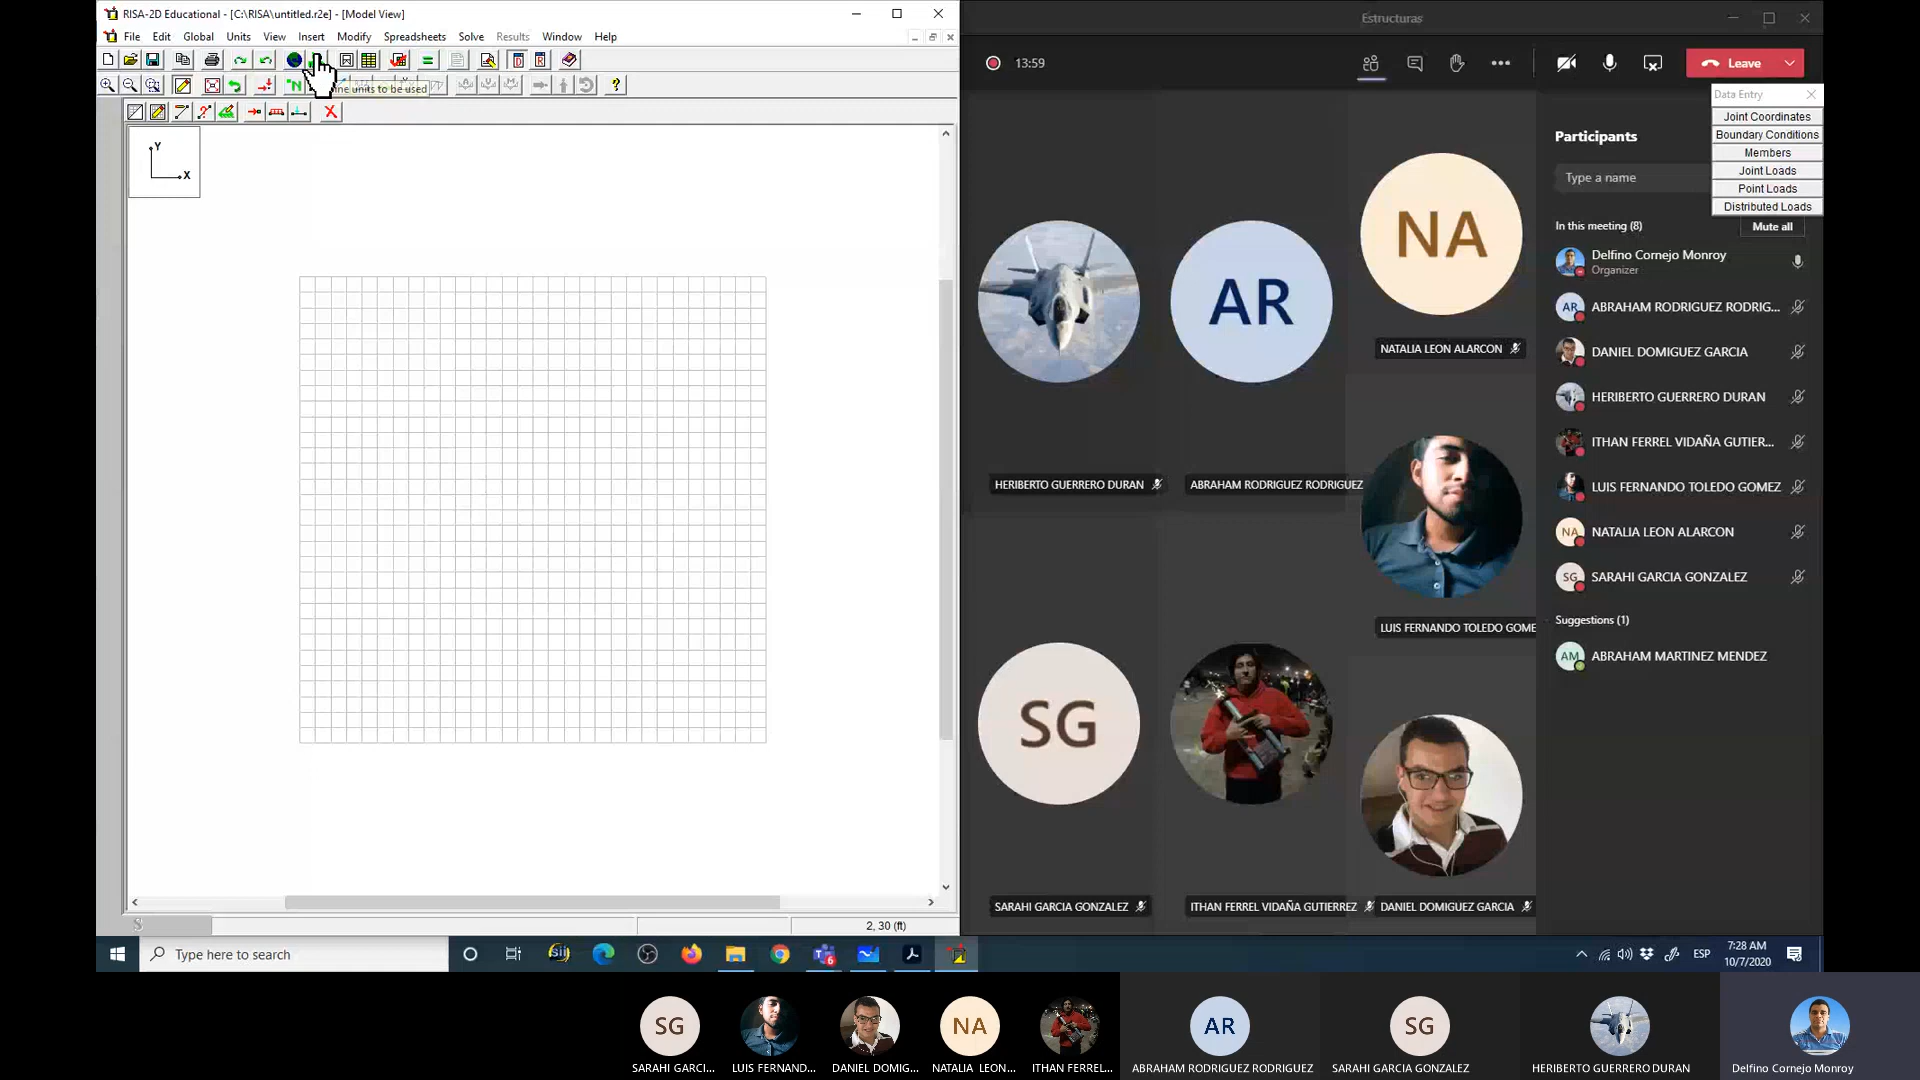 RISA-2D Educational - [C:\RISA\untitled.r2e] - [Model View]
File Edit Global Units View Insert Modify Spreadsheets Solve Results Window Help
units to be used
Y
X
2, 30 (ft)
Estructuras
13:59
Leave
Data Entry
Joint Coordinates
Boundary Conditions
Members
Joint Loads
Point Loads
Distributed Loads
Participants
Type a name
In this meeting (8)
Mute all
Delfino Cornejo Monroy
Organizer
AR
ABRAHAM RODRIGUEZ RODRIG...
DANIEL DOMIGUEZ GARCIA
HERIBERTO GUERRERO DURAN
ITHAN FERREL VIDAÑA GUTIER...
LUIS FERNANDO TOLEDO GOMEZ
NA
NATALIA LEON ALARCON
SG
SARAHI GARCIA GONZALEZ
Suggestions (1)
AM
ABRAHAM MARTINEZ MENDEZ
NA
NATALIA LEON ALARCON
AR
HERIBERTO GUERRERO DURAN
ABRAHAM RODRIGUEZ RODRIGUEZ
LUIS FERNANDO TOLEDO GOME
SG
SARAHI GARCIA GONZALEZ
ITHAN FERREL VIDAÑA GUTIERREZ
DANIEL DOMIGUEZ GARCIA
Type here to search
ESP
7:28 AM
10/7/2020
SG
NA
AR
SG
SARAHI GARCI...
LUIS FERNAND...
DANIEL DOMIG...
NATALIA LEON...
ITHAN FERREL...
ABRAHAM RODRIGUEZ RODRIGUEZ
SARAHI GARCIA GONZALEZ
HERIBERTO GUERRERO DURAN
Delfino Cornejo Monroy